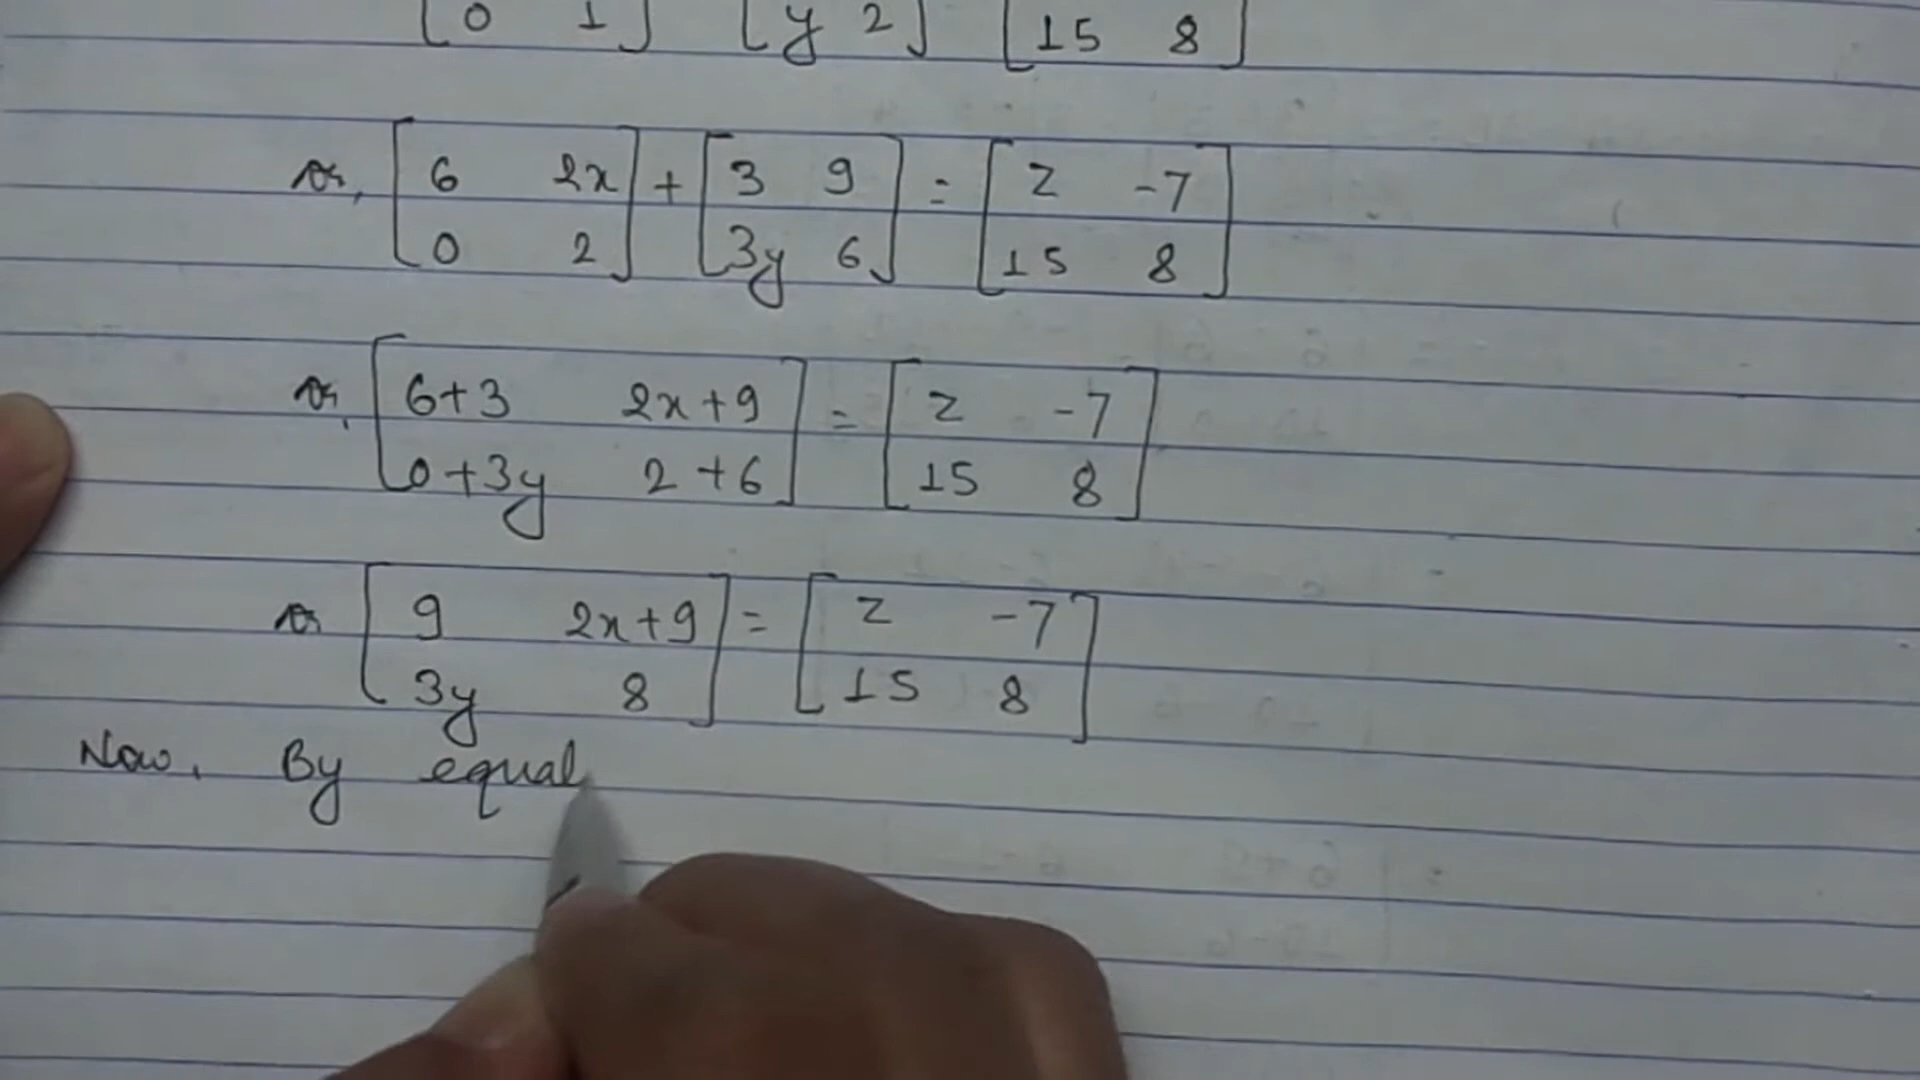 [0 1] [y 2] [15 8]
or, [6 2x] + [3 9] = [z -7]
[0 2] [3y 6] [15 8]
or, [6+3 2x+9] = [z -7]
[0+3y 2+6] [15 8]
or [9 2x+9] = [z -7]
[3y 8] [15 8]
Now, By equal